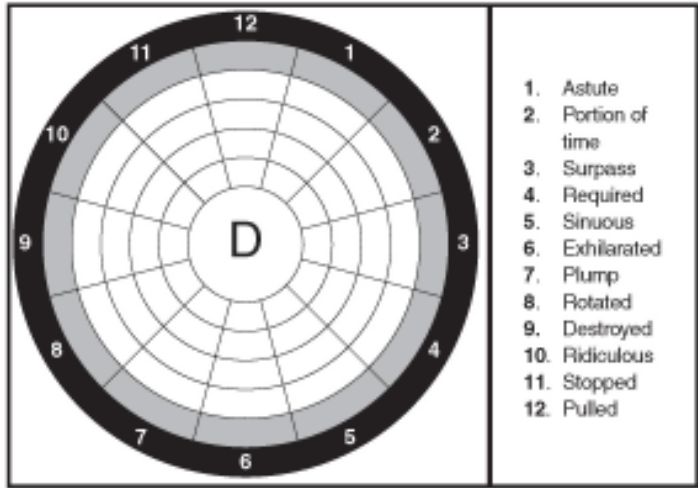 12
11
1
10
2
D
9
3
8
4
7
5
6
1. Astute
2. Portion of
time
3. Surpass
4. Required
5. Sinuous
6. Exhilarated
7. Plump
8. Rotated
9. Destroyed
10. Ridiculous
11. Stopped
12. Pulled